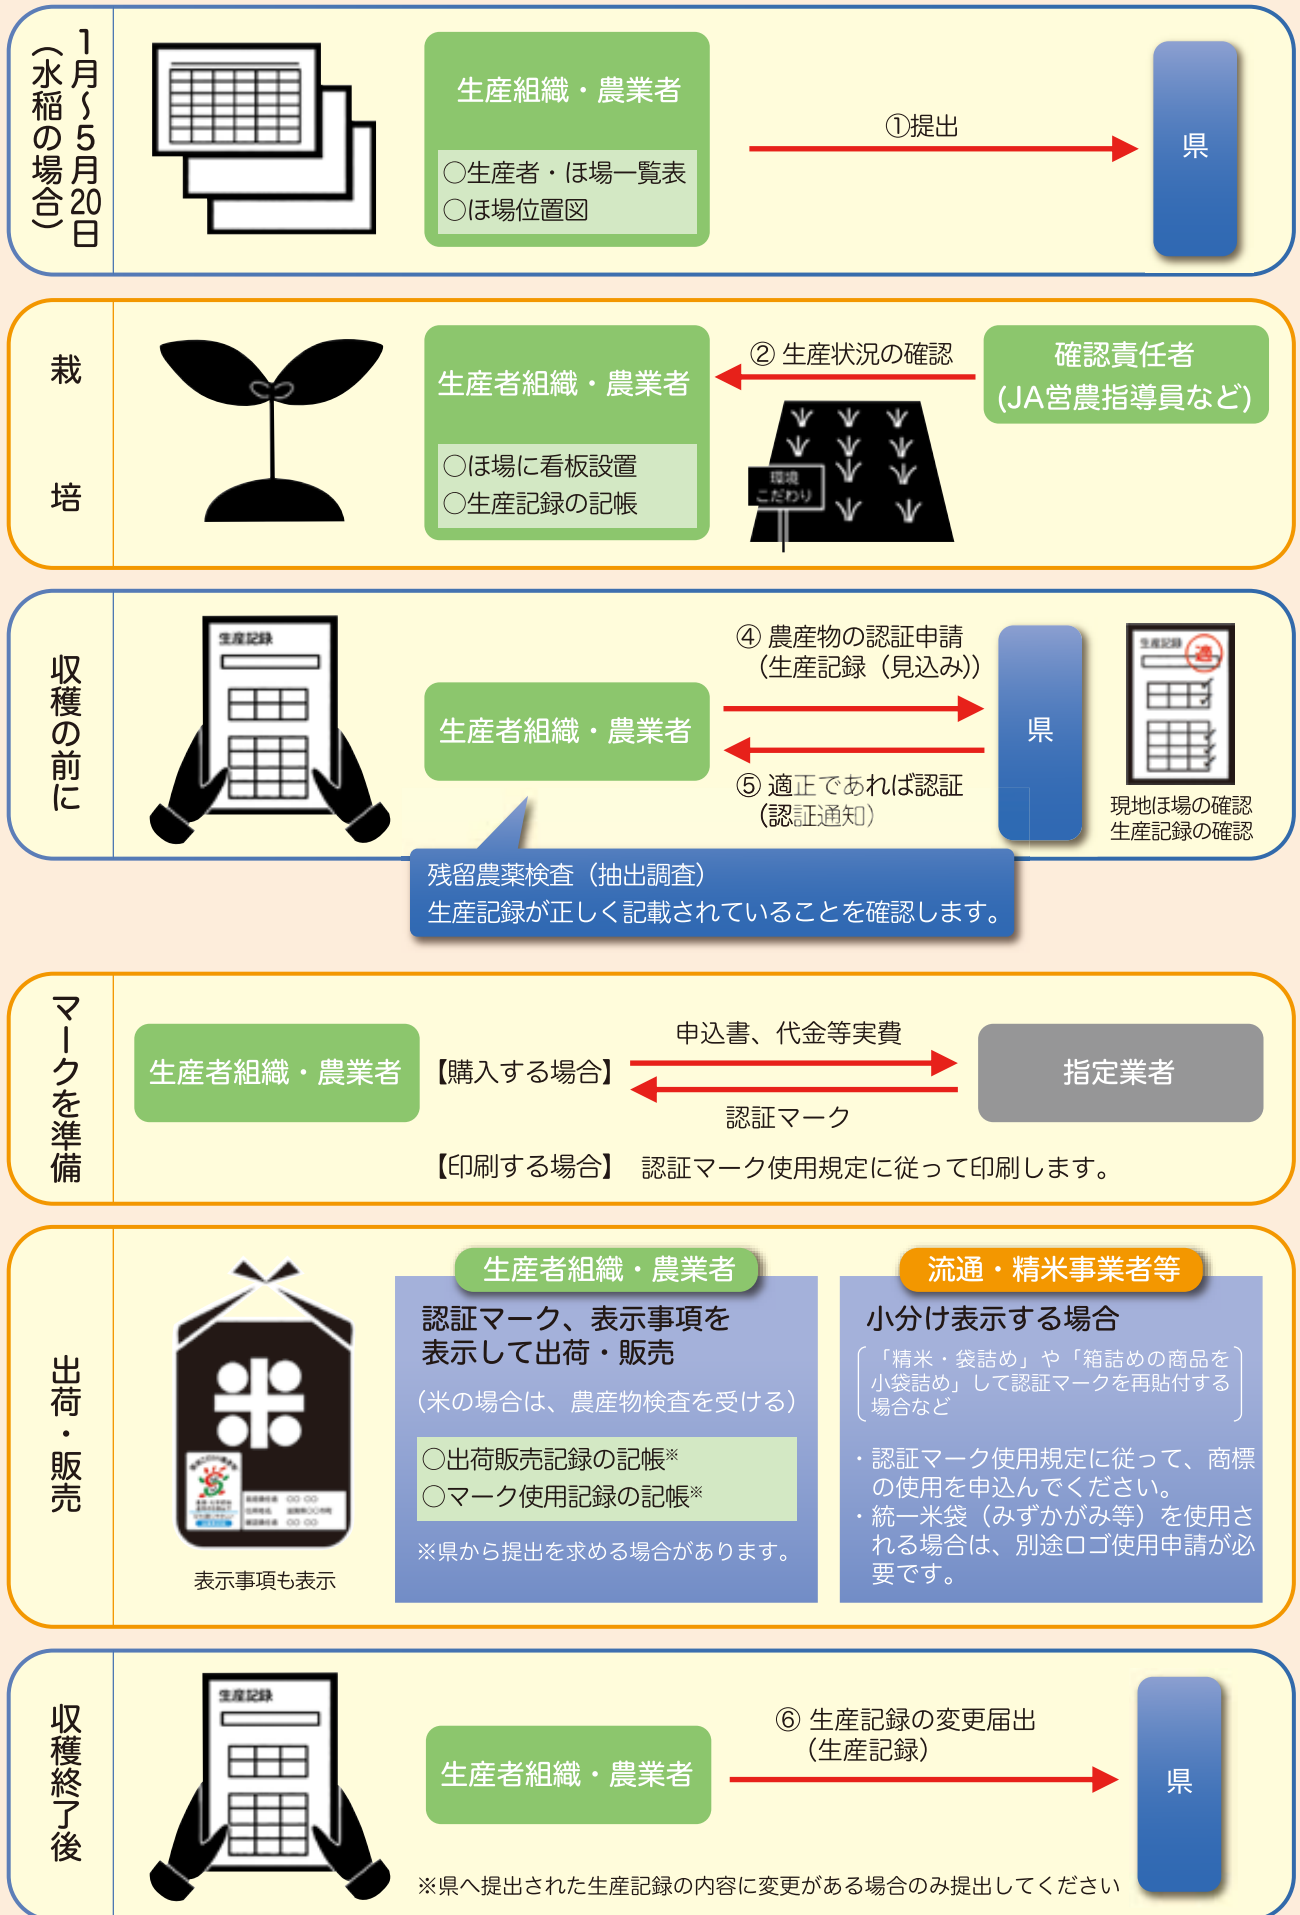 1月～5月20日
（水稲の場合）
生産組織・農業者
○生産者・ほ場一覧表
○ほ場位置図
①提出
県
栽培
生産者組織・農業者
○ほ場に看板設置
○生産記録の記帳
② 生産状況の確認
環境
こだわり
確認責任者
(JA営農指導員など)
収穫の前に
生産記録
生産者組織・農業者
④ 農産物の認証申請
（生産記録（見込み））
⑤ 適正であれば認証
（認証通知）
県
生産記録
適
現地ほ場の確認
生産記録の確認
残留農薬検査（抽出調査）
生産記録が正しく記載されていることを確認します。
マークを準備
生産者組織・農業者
【購入する場合】
申込書、代金等実費
認証マーク
指定業者
【印刷する場合】 認証マーク使用規定に従って印刷します。
出荷・販売
表示事項も表示
生産者組織・農業者
認証マーク、表示事項を
表示して出荷・販売
（米の場合は、農産物検査を受ける）
○出荷販売記録の記帳※
○マーク使用記録の記帳※
※県から提出を求める場合があります。
流通・精米事業者等
小分け表示する場合
「精米・袋詰め」や「箱詰めの商品を
小袋詰め」して認証マークを再貼付する
場合など
・認証マーク使用規定に従って、商標
の使用を申込んでください。
・統一米袋（みずかがみ等）を使用さ
れる場合は、別途ロゴ使用申請が必
要です。
収穫終了後
生産記録
生産者組織・農業者
⑥ 生産記録の変更届出
（生産記録）
県
※県へ提出された生産記録の内容に変更がある場合のみ提出してください